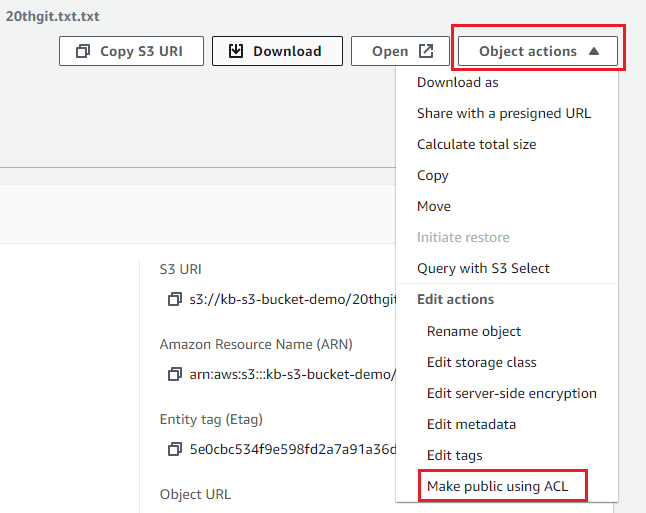 20thgit.txt.txt
Copy S3 URI
Download
Open
Object actions
Download as
Share with a presigned URL
Calculate total size
Copy
Move
Initiate restore
Query with S3 Select
Edit actions
Rename object
Edit storage class
Edit server-side encryption
Edit metadata
Edit tags
Make public using ACL
S3 URI
s3://kb-s3-bucket-demo/20thgit
Amazon Resource Name (ARN)
arn:aws:s3:::kb-s3-bucket-demo/
Entity tag (Etag)
5e0cbc534f9e598fd2a7a91a36d
Object URL